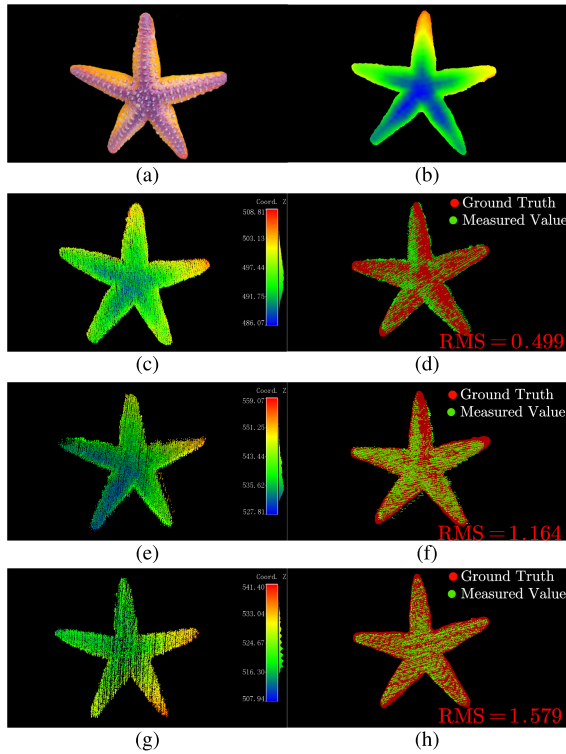 (a)
(b)
Coord. Z
508.81
503.13
497.44
491.75
486.07
Ground Truth
Measured Value
RMS = 0.499
(c)
(d)
Coord. Z
559.07
551.25
543.44
535.62
527.81
Ground Truth
Measured Value
RMS = 1.164
(e)
(f)
Coord. Z
541.40
533.04
524.67
516.30
507.94
Ground Truth
Measured Value
RMS = 1.579
(g)
(h)